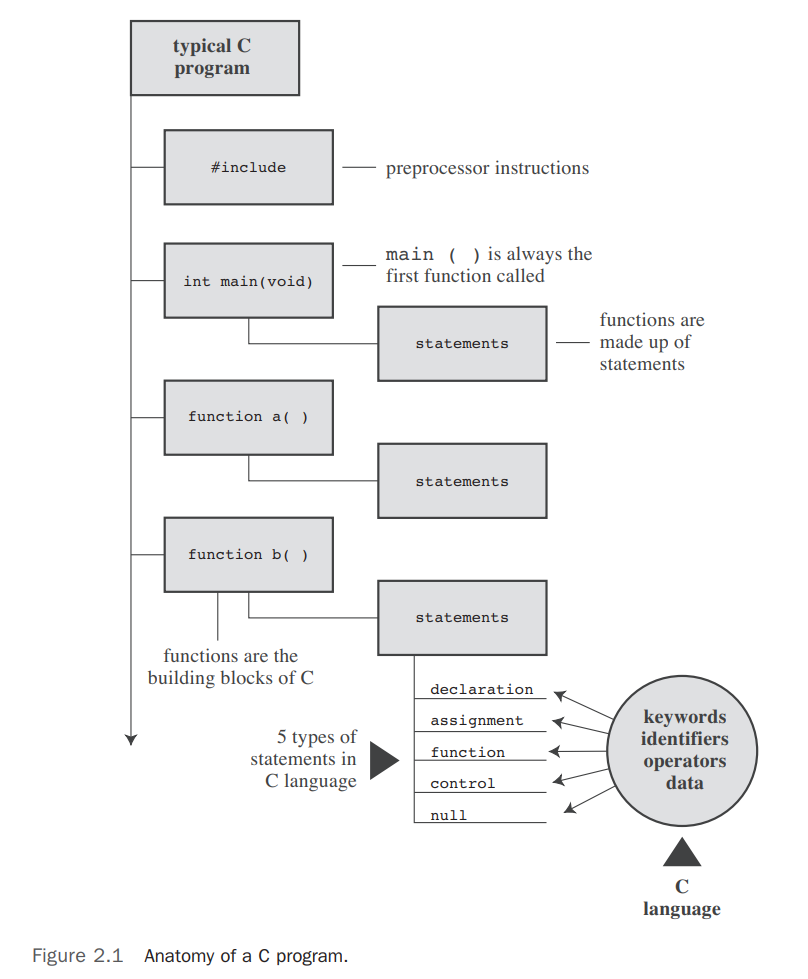 typical C
program
#include
preprocessor instructions
main ( ) is always the
first function called
int main(void)
statements
functions are
made up of
statements
function a( )
statements
function b( )
statements
functions are the
building blocks of C
declaration
assignment
function
control
null
5 types of
statements in
C language
keywords
identifiers
operators
data
C
language
Figure 2.1 Anatomy of a C program.